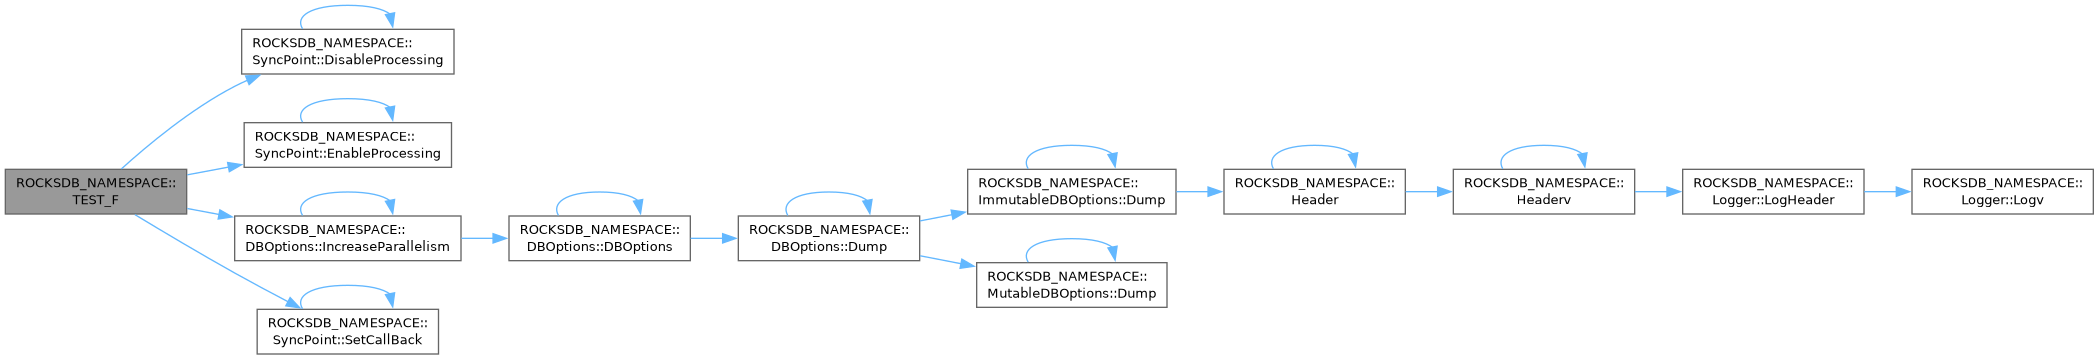 ROCKSDB_NAMESPACE::
TEST_F
ROCKSDB_NAMESPACE::
SyncPoint::DisableProcessing
ROCKSDB_NAMESPACE::
SyncPoint::EnableProcessing
ROCKSDB_NAMESPACE::
DBOptions::IncreaseParallelism
ROCKSDB_NAMESPACE::
SyncPoint::SetCallBack
ROCKSDB_NAMESPACE::
DBOptions::DBOptions
ROCKSDB_NAMESPACE::
DBOptions::Dump
ROCKSDB_NAMESPACE::
ImmutableDBOptions::Dump
ROCKSDB_NAMESPACE::
MutableDBOptions::Dump
ROCKSDB_NAMESPACE::
Header
ROCKSDB_NAMESPACE::
Headerv
ROCKSDB_NAMESPACE::
Logger::LogHeader
ROCKSDB_NAMESPACE::
Logger::Logv